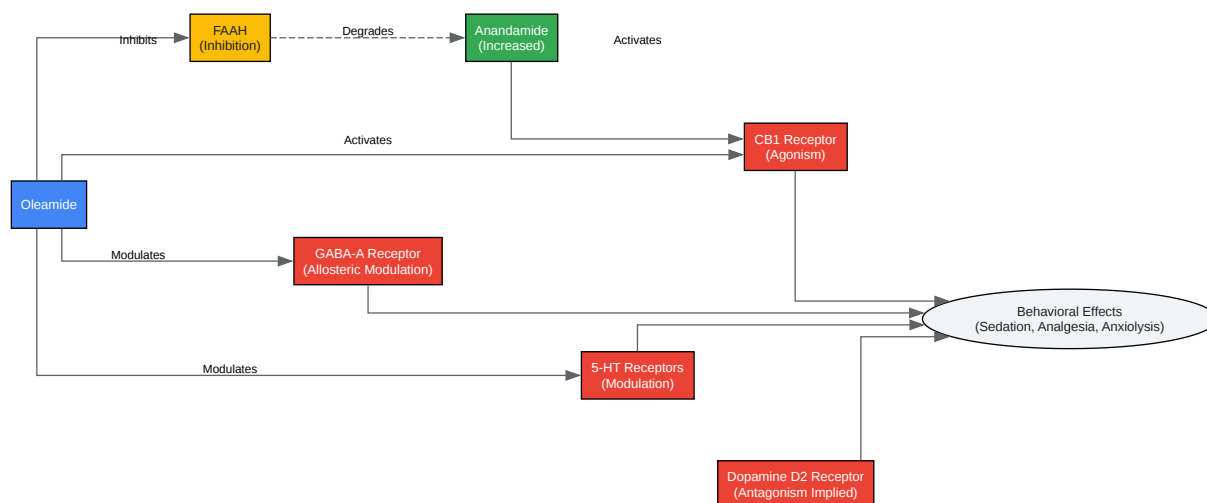 FAAH
(Inhibition)
Inhibits
Degrades
Anandamide
(Increased)
Activates
CB1 Receptor
(Agonism)
Activates
Oleamide
GABA-A Receptor
(Allosteric Modulation)
Modulates
Behavioral Effects
(Sedation, Analgesia, Anxiolysis)
5-HT Receptors
(Modulation)
Modulates
Dopamine D2 Receptor
(Antagonism Implied)